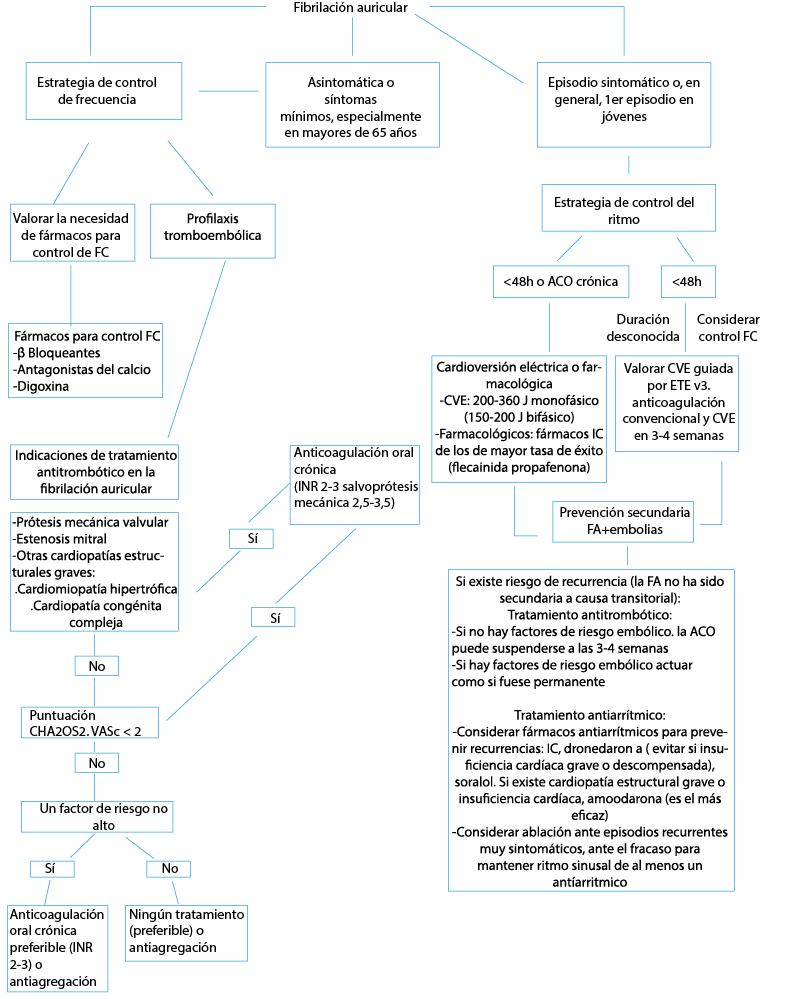 Fibrilación auricular
Estrategia de control
de frecuencia
Asintomática o
síntomas
mínimos, especialmente
en mayores de 65 años
Episodio sintomático o, en
general, 1er episodio en
jóvenes
Valorar la necesidad
de fármacos para
control de FC
Profilaxis
tromboembólica
Estrategia de control del
ritmo
<48h o ACO crónica
<48h
Duración
desconocida
Considerar
control FC
Fármacos para control FC
-β Bloqueantes
-Antagonistas del calcio
-Digoxina
Cardioversión eléctrica o far-
macológica
-CVE: 200-360 J monofásico
(150-200 J bifásico)
-Farmacológicos: fármacos IC
de los de mayor tasa de éxito
(flecainida propafenona)
Valorar CVE guiada
por ETE v3.
anticoagulación
convencional y CVE
en 3-4 semanas
Indicaciones de tratamiento
antitrombótico en la
fibrilación auricular
Anticoagulación oral
crónica
(INR 2-3 salvoprótesis
mecánica 2,5-3,5)
Prevención secundaria
FA+embolias
-Prótesis mecánica valvular
-Estenosis mitral
-Otras cardiopatías estruc-
turales graves:
.Cardiomiopatía hipertrófica
.Cardiopatía congénita
compleja
Sí
Sí
No
Puntuación
CHA2OS2. VASc < 2
No
Un factor de riesgo no
alto
Sí
No
Anticoagulación
oral crónica
preferible (INR
2-3) o
antiagregación
Ningún tratamiento
(preferible) o
antiagregación
Si existe riesgo de recurrencia (la FA no ha sido
secundaria a causa transitorial):
Tratamiento antitrombótico:
-Si no hay factores de riesgo embólico. la ACO
puede suspenderse a las 3-4 semanas
-Si hay factores de riesgo embólico actuar
como si fuese permanente
Tratamiento antiarrítmico:
-Considerar fármacos antiarrítmicos para preve-
nir recurrencias: IC, dronedaron a ( evitar si insu-
ficiencia cardíaca grave o descompensada),
soralol. Si existe cardiopatía estructural grave o
insuficiencia cardíaca, amoodarona (es el más
eficaz)
-Considerar ablación ante episodios recurrentes
muy sintomáticos, ante el fracaso para
mantener ritmo sinusal de al menos un
antíarritmico